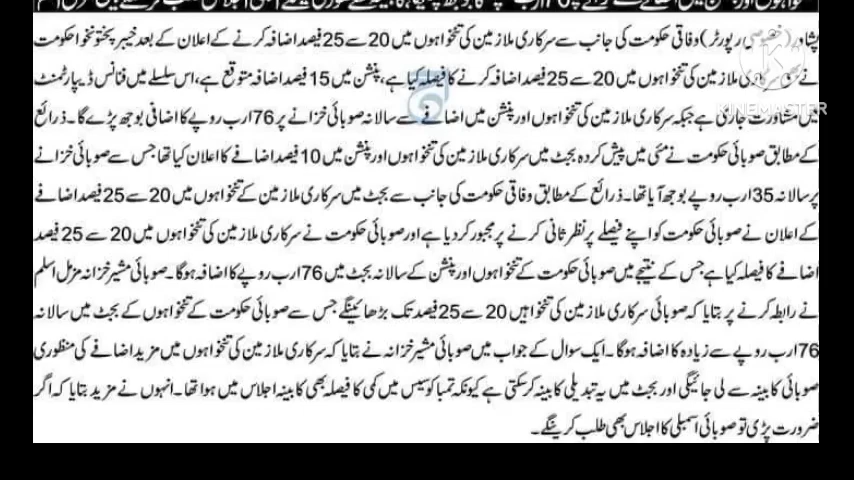 پشاور (خصوصی رپورٹر) وفاقی حکومت کی جانب سے سرکاری ملازمین کی تنخواہوں میں 20 سے 25 فیصد اضافہ کرنے کے اعلان کے بعد خیبر پختونخوا حکومت
نے بھی سرکاری ملازمین کی تنخواہوں میں 20 سے 25 فیصد اضافہ کرنے کا فیصلہ کیا ہے، پنشن میں 15 فیصد اضافہ متوقع ہے، اس سلسلے میں فنانس ڈیپارٹمنٹ
میں مشاورت جاری ہے جبکہ سرکاری ملازمین کی تنخواہوں اور پنشن میں اضافے سے سالانہ صوبائی خزانے پر 76 ارب روپے کا اضافی بوجھ پڑے گا۔ ذرائع
کے مطابق صوبائی حکومت نے مئی میں پیش کردہ بجٹ میں سرکاری ملازمین کی تنخواہوں اور پنشن میں 10 فیصد اضافے کا اعلان کیا تھا جس سے صوبائی خزانے
پر سالانہ 35 ارب روپے بوجھ آیا تھا۔ ذرائع کے مطابق وفاقی حکومت کی جانب سے بجٹ میں سرکاری ملازمین کے تنخواہوں میں 20 سے 25 فیصد اضافے
کے اعلان نے صوبائی حکومت کو اپنے فیصلے پر نظر ثانی کرنے پر مجبور کر دیا ہے اور صوبائی حکومت نے سرکاری ملازمین کی تنخواہوں میں 20 سے 25 فیصد
اضافے کا فیصلہ کیا ہے جس کے نتیجے میں صوبائی حکومت کے تنخواہوں اور پنشن کے سالانہ بجٹ میں 76 ارب روپے کا اضافہ ہوگا۔ صوبائی مشیر خزانہ مزمل اسلم
نے رابطہ کرنے پر بتایا کہ صوبائی سرکاری ملازمین کی تنخواہیں 20 سے 25 فیصد تک بڑھائینگے جس سے صوبائی حکومت کے تنخواہوں کے بجٹ میں سالانہ
76 ارب روپے سے زیادہ کا اضافہ ہوگا۔ ایک سوال کے جواب میں صوبائی مشیر خزانہ نے بتایا کہ سرکاری ملازمین کی تنخواہوں میں مزید اضافے کی منظوری
صوبائی کابینہ سے لی جائیگی اور بجٹ میں یہ تبدیلی کابینہ کر سکتی ہے کیونکہ تمباکو سیس میں کمی کا فیصلہ بھی کابینہ اجلاس میں ہوا تھا۔ انہوں نے مزید بتایا کہ اگر
ضرورت پڑی تو صوبائی اسمبلی کا اجلاس بھی طلب کرینگے۔
KINEMASTER